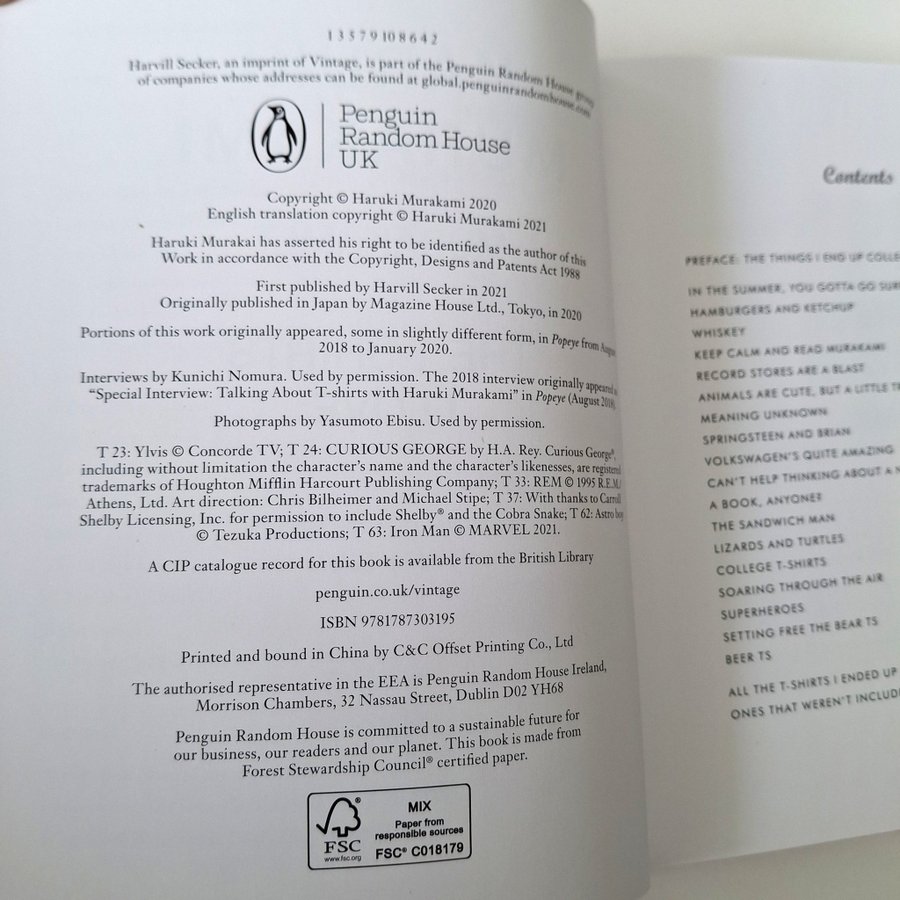 1 3 5 7 9 10 8 6 4 2
Harvill Secker, an imprint of Vintage, is part of the Penguin Random House group
of companies whose addresses can be found at global.penguinrandomhouse.com
Penguin
Random House
UK
Copyright © Haruki Murakami 2020
English translation copyright © Haruki Murakami 2021
Haruki Murakai has asserted his right to be identified as the author of this
Work in accordance with the Copyright, Designs and Patents Act 1988
First published by Harvill Secker in 2021
Originally published in Japan by Magazine House Ltd., Tokyo, in 2020
Portions of this work originally appeared, some in slightly different form, in Popeye from
2018 to January 2020.
Interviews by Kunichi Nomura. Used by permission. The 2018 interview originally appeared
“Special Interview: Talking About T-shirts with Haruki Murakami” in Popeye (August 2018).
Photographs by Yasumoto Ebisu. Used by permission.
T 23: Ylvis © Concorde TV; T 24: CURIOUS GEORGE by H.A. Rey. Curious George®,
including without limitation the character’s name and the character’s likenesses, are registered
trademarks of Houghton Mifflin Harcourt Publishing Company; T 33: REM © 1995 R.E.M.
Athens, Ltd. Art direction: Chris Bilheimer and Michael Stipe; T 37: With thanks to Carroll
Shelby Licensing, Inc. for permission to include Shelby® and the Cobra Snake; T 62: Astro boy
© Tezuka Productions; T 63: Iron Man © MARVEL 2021.
A CIP catalogue record for this book is available from the British Library
penguin.co.uk/vintage
ISBN 9781787303195
Printed and bound in China by C&C Offset Printing Co., Ltd
The authorised representative in the EEA is Penguin Random House Ireland,
Morrison Chambers, 32 Nassau Street, Dublin D02 YH68
Penguin Random House is committed to a sustainable future for
our business, our readers and our planet. This book is made from
Forest Stewardship Council® certified paper.
FSC
www.fsc.org
MIX
Paper from
responsible sources
FSC® C018179
Contents
PREFACE: THE THINGS I END UP
IN THE SUMMER, YOU GOTTA GO
HAMBURGERS AND KETCHUP
WHISKEY
KEEP CALM AND READ MURAKAMI
RECORD STORES ARE A BLAST
ANIMALS ARE CUTE, BUT A LITTLE
MEANING UNKNOWN
SPRINGSTEEN AND BRIAN
VOLKSWAGEN'S QUITE AMAZING
CAN'T HELP THINKING ABOUT A
A BOOK, ANYONE?
THE SANDWICH MAN
LIZARDS AND TURTLES
COLLEGE T-SHIRTS
SOARING THROUGH THE AIR
SUPERHEROES
SETTING FREE THE BEAR TS
BEER TS
ALL THE T-SHIRTS I ENDED UP
ONES THAT WEREN'T